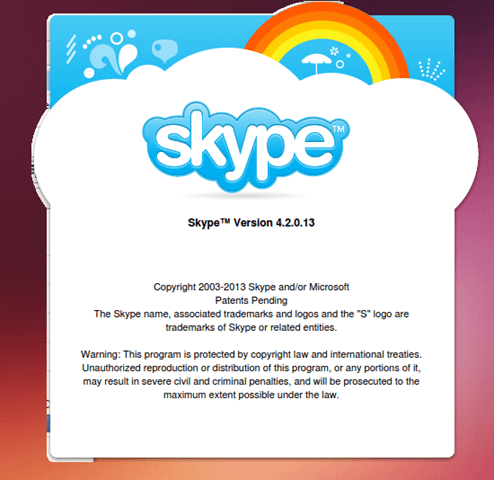 skype™
Skype™ Version 4.2.0.13
Copyright 2003-2013 Skype and/or Microsoft
Patents Pending
The Skype name, associated trademarks and logos and the "S" logo are
trademarks of Skype or related entities.
Warning: This program is protected by copyright law and international treaties.
Unauthorized reproduction or distribution of this program, or any portions of it,
may result in severe civil and criminal penalties, and will be prosecuted to the
maximum extent possible under the law.